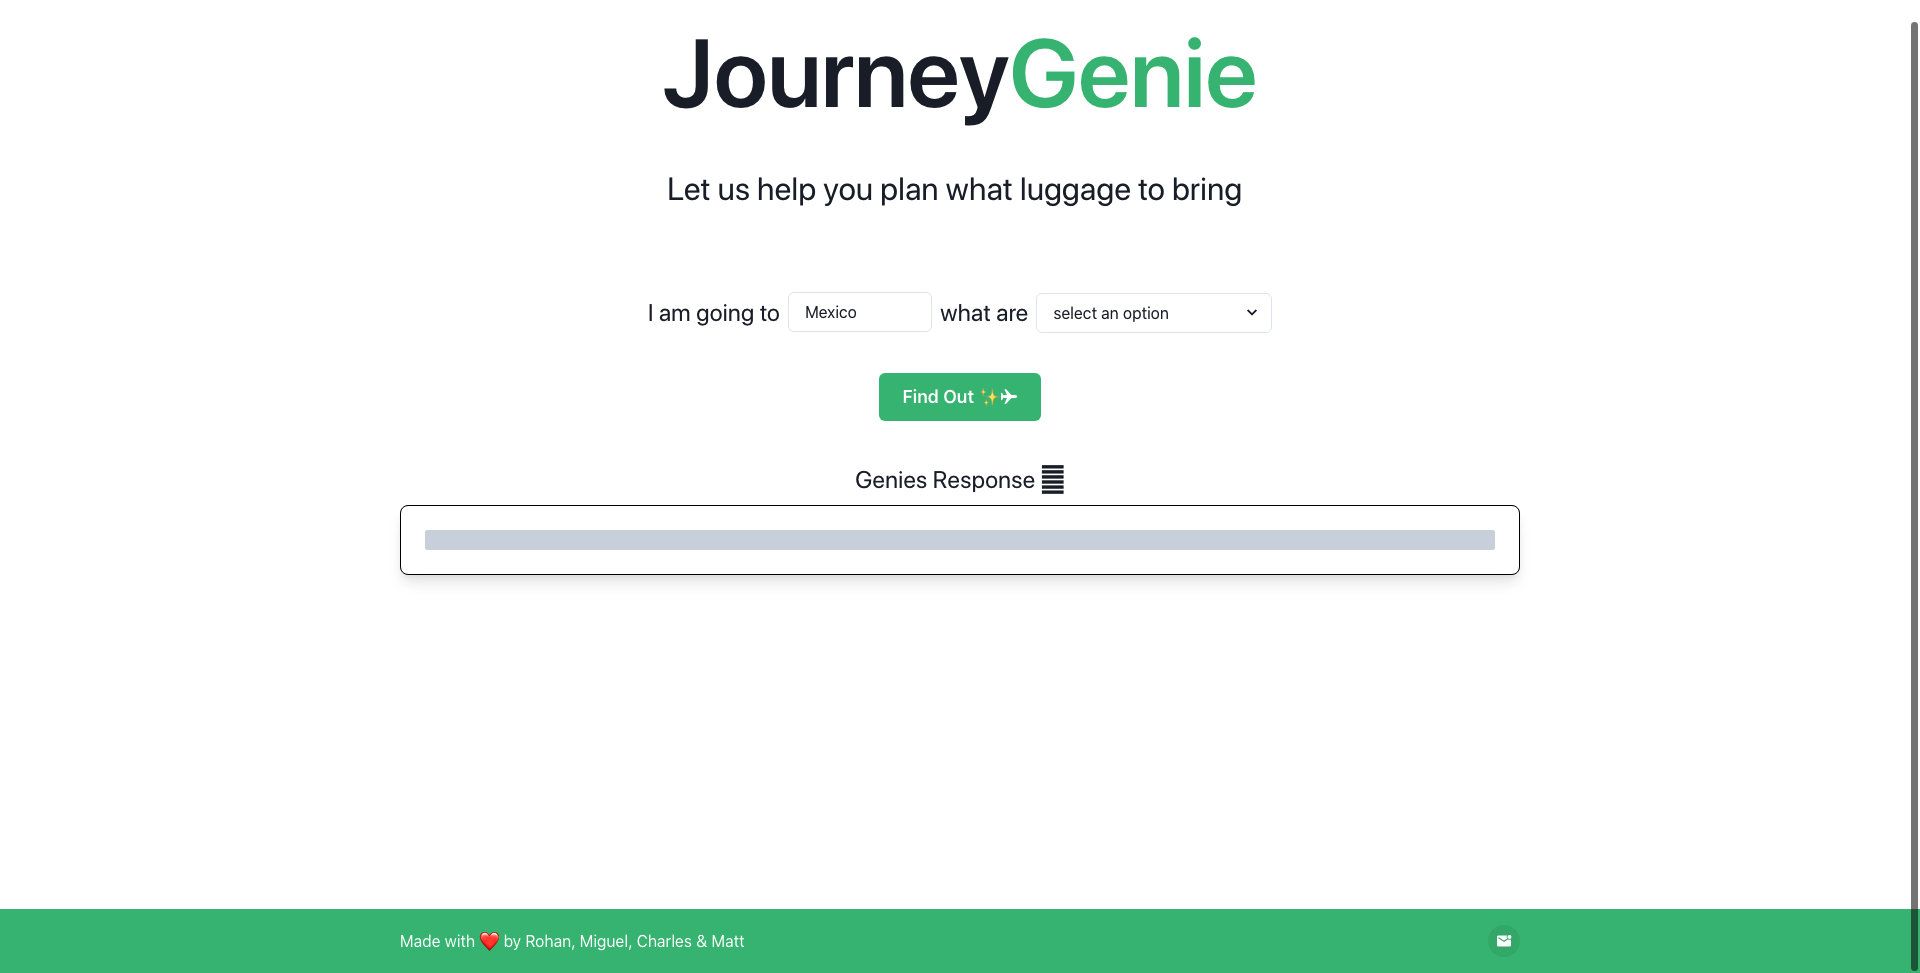 JourneyGenie
Let us help you plan what luggage to bring
I am going to Mexico what are select an option
Find Out ✨✈
Genies Response
Made with ❤️ by Rohan, Miguel, Charles & Matt